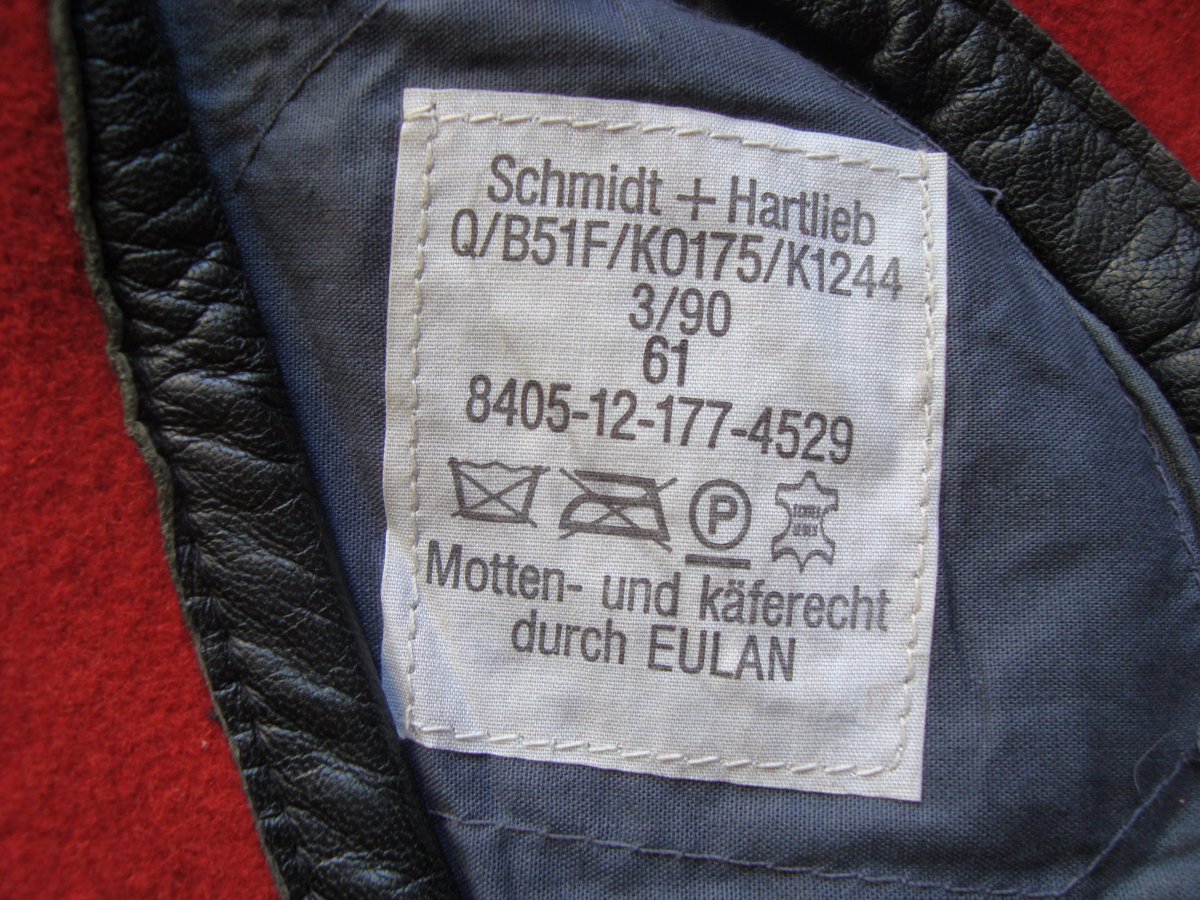 Schmidt + Hartlieb
Q/B51F/K0175/K1244
3/90
61
8405-12-177-4529
P
Motten- und käferecht
durch EULAN